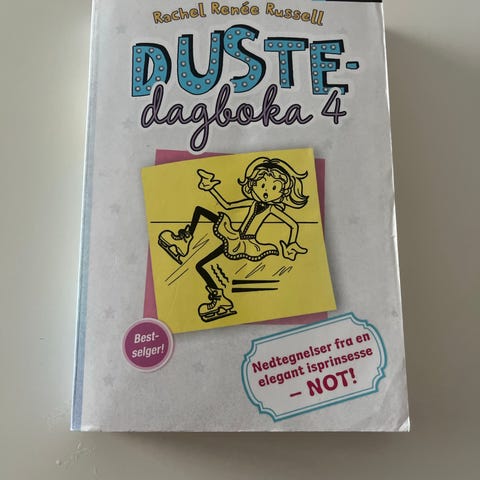 Rachel Renée Russell
DUSTE-
dagboka 4
Best-
selger!
Nedtegnelser fra en
elegant isprinsesse
– NOT!